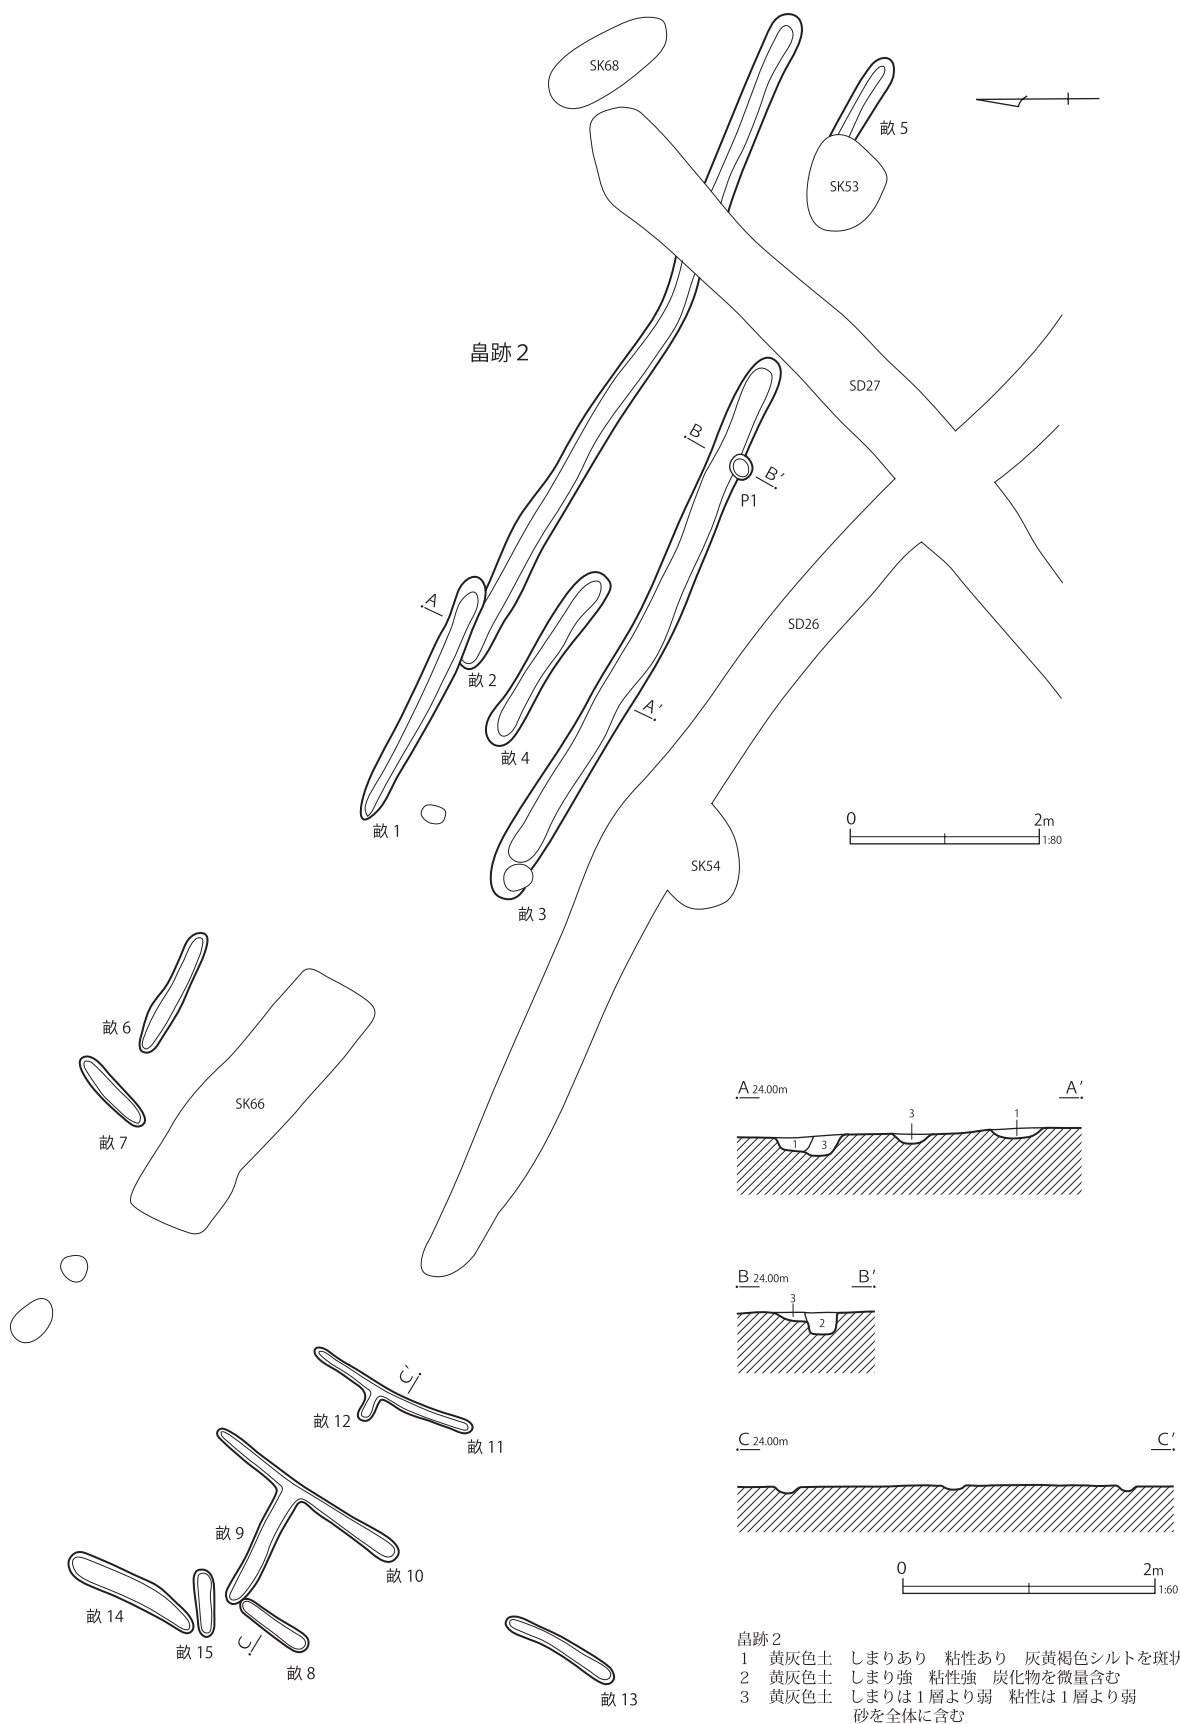 SK68
畝 5
SK53
畠跡２
SD27
B
B′
P1
A
SD26
畝 2
A′
畝 4
0 2m
1:80
畝 1
SK54
畝 3
畝 6
SK66
畝 7
A 24.00m A′
3
1
1 3
B 24.00m B′
3
2
C′
畝 12
畝 11
C 24.00m C′
畝 9
畝 10
0 2m
1:60
畝 14
畝 15
C
畝 8
畝 13
畠跡２
1 黄灰色土 しまりあり 粘性あり 灰黄褐色シルトを斑状
2 黄灰色土 しまり強 粘性強 炭化物を微量含む
3 黄灰色土 しまりは１層より弱 粘性は１層より弱
砂を全体に含む